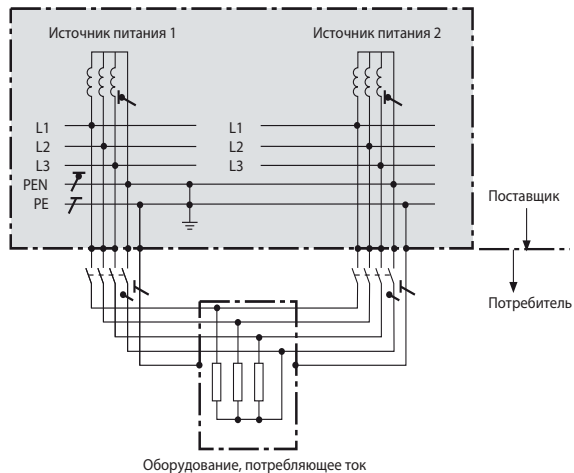 Источник питания 1
Источник питания 2
L1
L1
L2
L2
L3
L3
PEN
PE
Поставщик
Потребитель
Оборудование, потребляющее ток